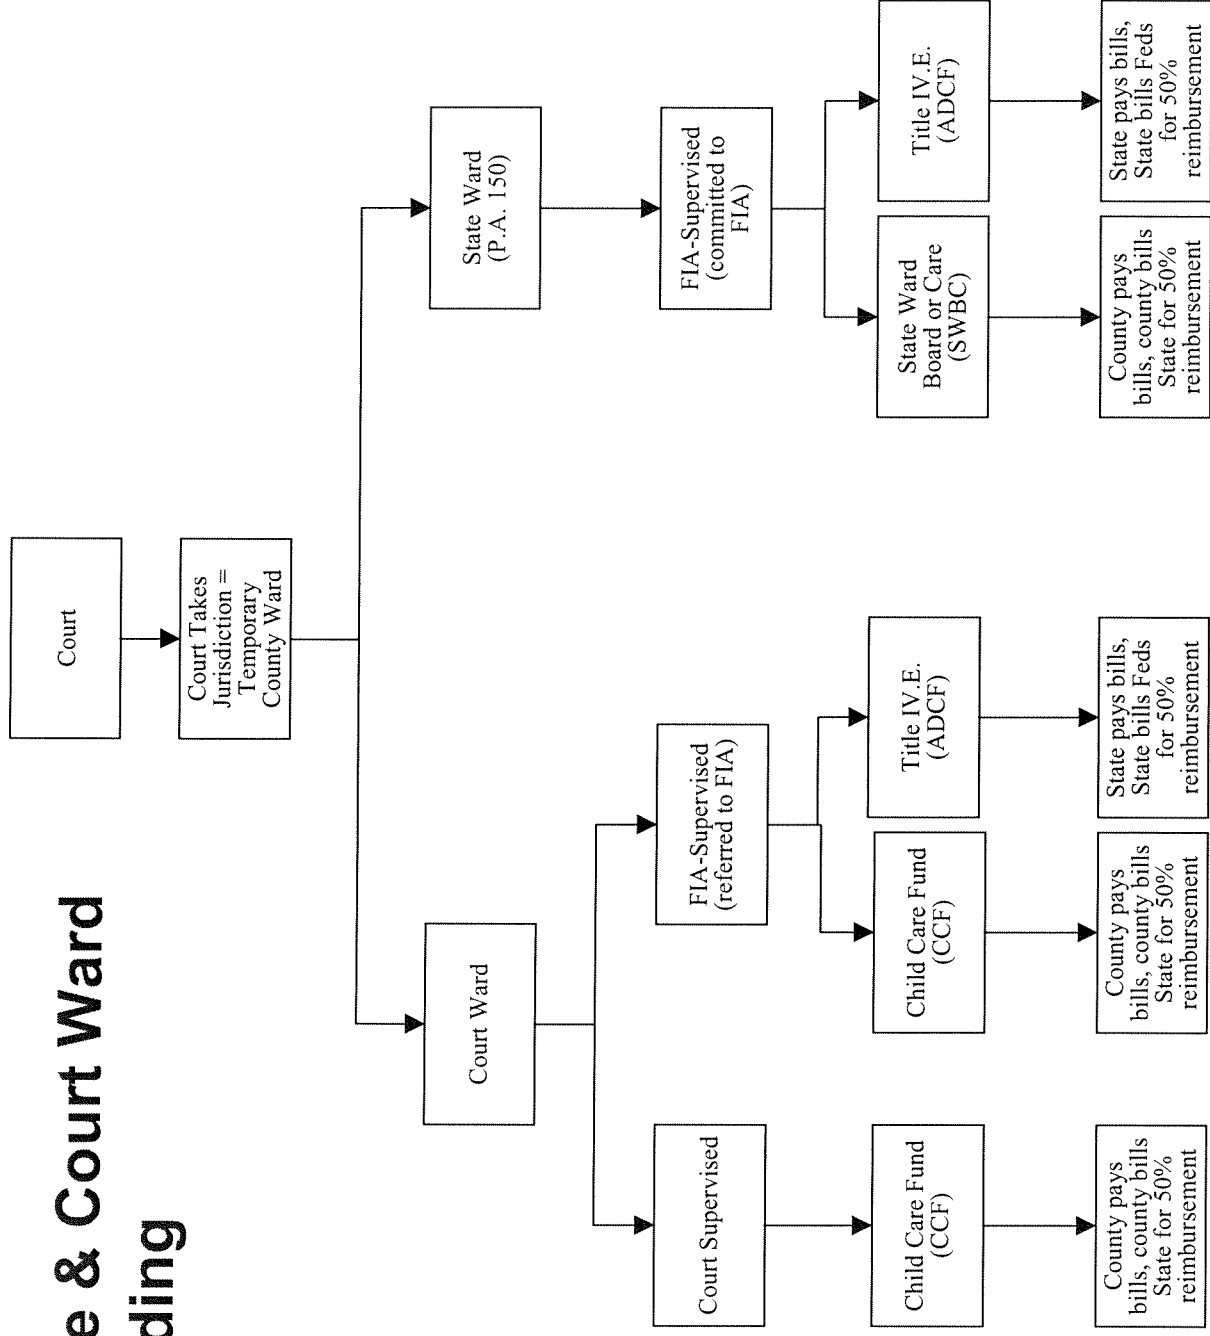 e & Court Ward
ding
Court
Court Takes
Jurisdiction =
Temporary
County Ward
Court Ward
State Ward
(P.A. 150)
Court Supervised
FIA-Supervised
(referred to FIA)
FIA-Supervised
(committed to
FIA)
Child Care Fund
(CCF)
Child Care Fund
(CCF)
Title IV.E.
(ADCF)
State Ward
Board or Care
(SWBC)
Title IV.E.
(ADCF)
County pays
bills, county bills
State for 50%
reimbursement
County pays
bills, county bills
State for 50%
reimbursement
State pays bills,
State bills Feds
for 50%
reimbursement
County pays
bills, county bills
State for 50%
reimbursement
State pays bills,
State bills Feds
for 50%
reimbursement